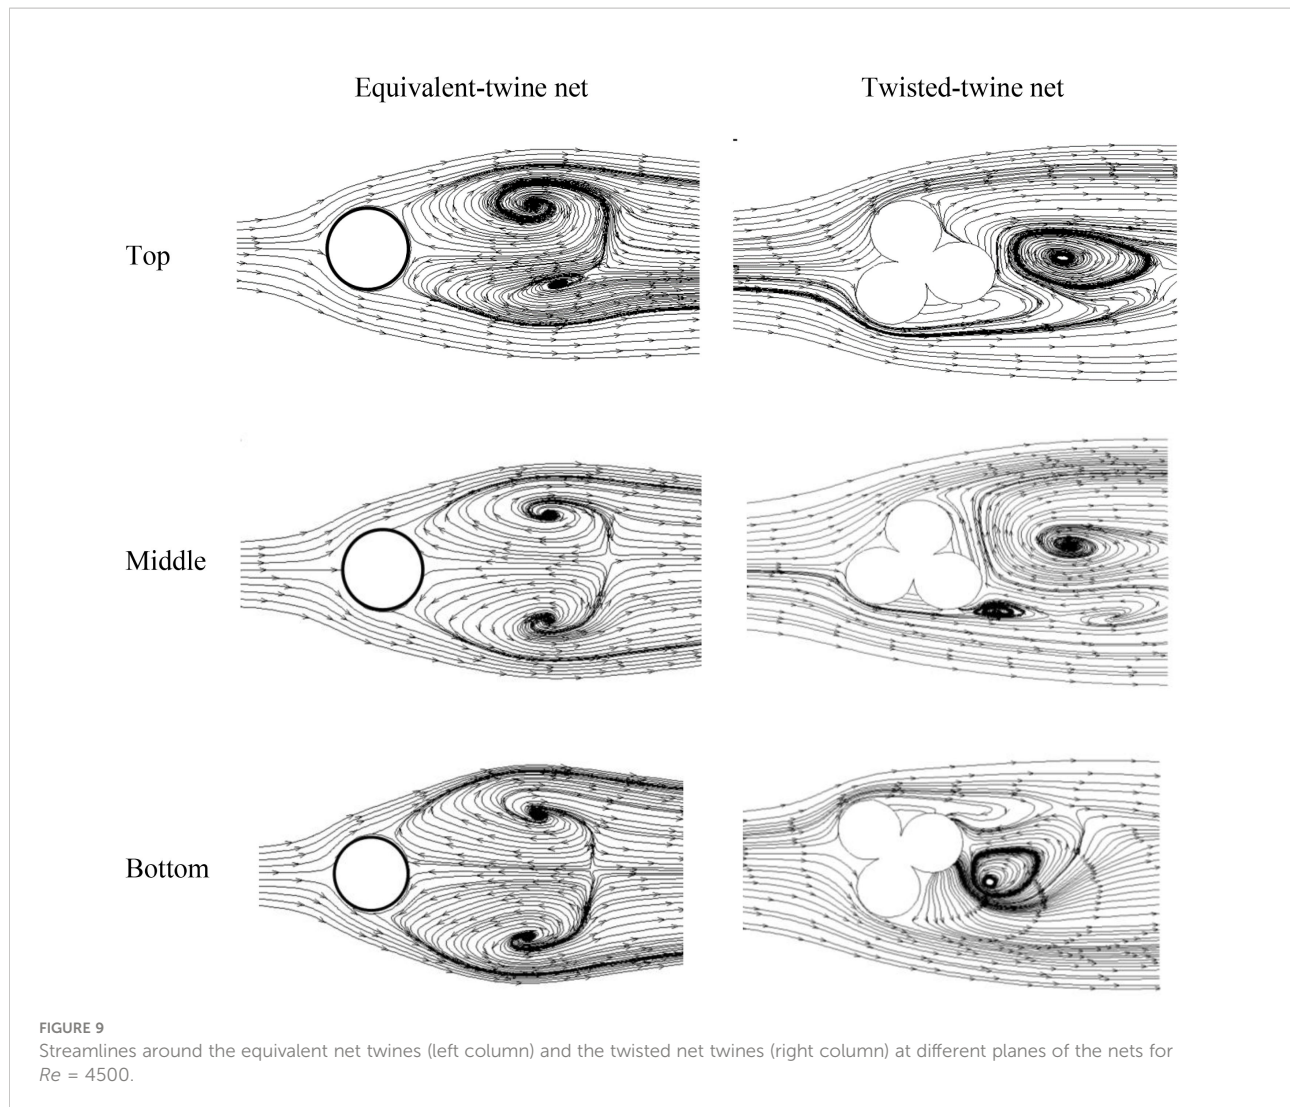 Equivalent-twine net
Twisted-twine net
Top
Middle
Bottom
FIGURE 9
Streamlines around the equivalent net twines (left column) and the twisted net twines (right column) at different planes of the nets for
Re = 4500.